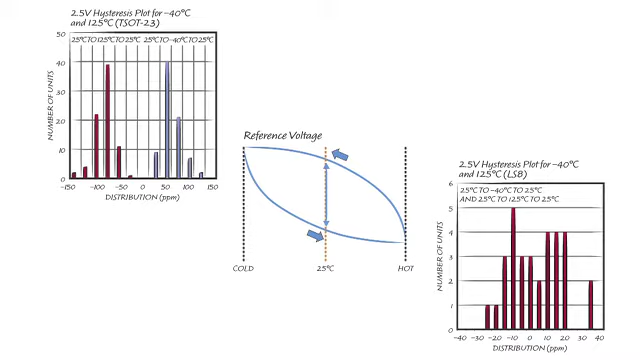 2.5V Hysteresis Plot for −40°C
and 125°C (TSOT-23)
25°C TO 125°C TO 25°C 25°C TO −40°C TO 25°C
NUMBER OF UNITS
50
40
30
20
10
0
−150 −100 −50 0 50 100 150
DISTRIBUTION (ppm)
Reference Voltage
COLD 25°C HOT
2.5V Hysteresis Plot for −40°C
and 125°C (LS8)
25°C TO −40°C TO 25°C
AND 25°C TO 125°C TO 25°C
NUMBER OF UNITS
6
5
4
3
2
1
0
−40 −30 −20 −10 0 10 20 30 40
DISTRIBUTION (ppm)